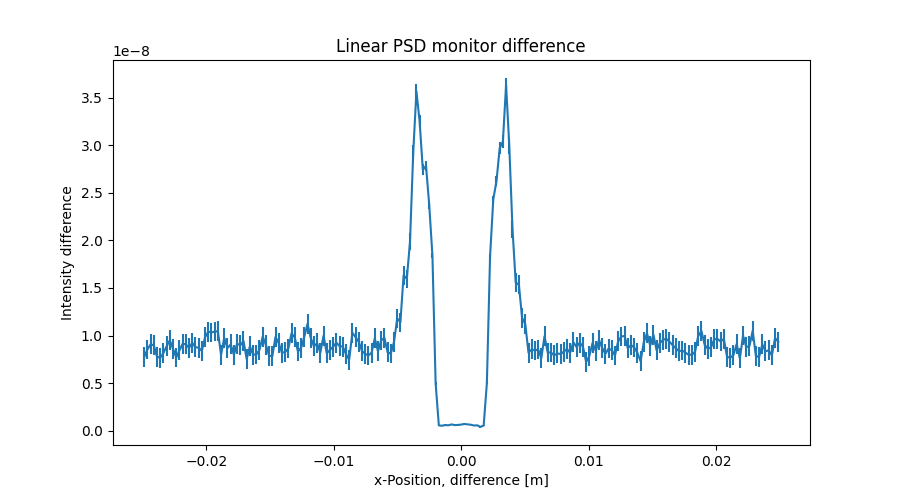 Linear PSD monitor difference
1e−8
3.5
3.0
2.5
2.0
1.5
1.0
0.5
0.0
Intensity difference
−0.02 −0.01 0.00 0.01 0.02
x-Position, difference [m]